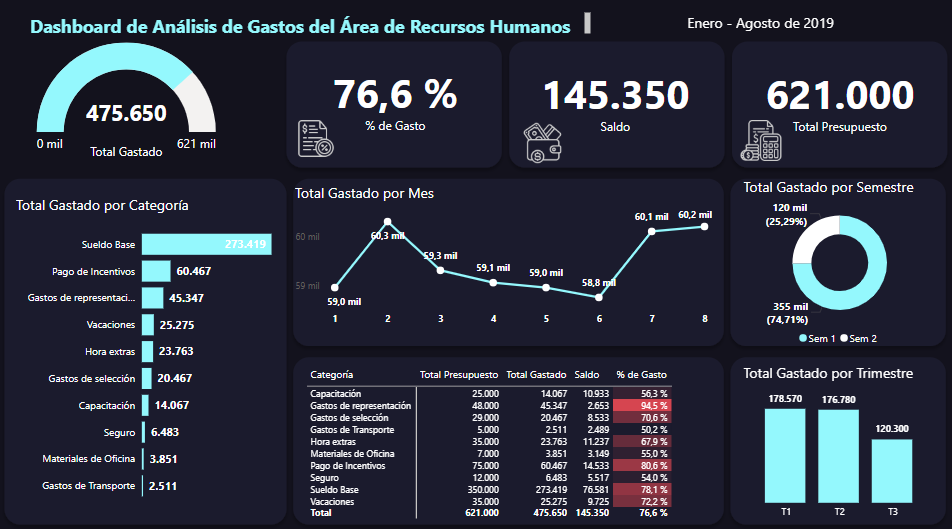 Dashboard de Análisis de Gastos del Área de Recursos Humanos
Enero - Agosto de 2019
475.650
0 mil
621 mil
Total Gastado
76,6 %
% de Gasto
145.350
Saldo
621.000
Total Presupuesto
Total Gastado por Categoría
Sueldo Base 273.419
Pago de Incentivos 60.467
Gastos de representaci... 45.347
Vacaciones 25.275
Hora extras 23.763
Gastos de selección 20.467
Capacitación 14.067
Seguro 6.483
Materiales de Oficina 3.851
Gastos de Transporte 2.511
Total Gastado por Mes
60 mil
59 mil
59,0 mil
60,3 mil
59,3 mil
59,1 mil
59,0 mil
58,8 mil
60,1 mil
60,2 mil
1 2 3 4 5 6 7 8
Total Gastado por Semestre
120 mil
(25,29%)
355 mil
(74,71%)
Sem 1 Sem 2
Categoría Total Presupuesto Total Gastado Saldo % de Gasto
Capacitación 25.000 14.067 10.933 56,3 %
Gastos de representación 48.000 45.347 2.653 94,5 %
Gastos de selección 29.000 20.467 8.533 70,6 %
Gastos de Transporte 5.000 2.511 2.489 50,2 %
Hora extras 35.000 23.763 11.237 67,9 %
Materiales de Oficina 7.000 3.851 3.149 55,0 %
Pago de Incentivos 75.000 60.467 14.533 80,6 %
Seguro 12.000 6.483 5.517 54,0 %
Sueldo Base 350.000 273.419 76.581 78,1 %
Vacaciones 35.000 25.275 9.725 72,2 %
Total 621.000 475.650 145.350 76,6 %
Total Gastado por Trimestre
178.570
176.780
120.300
T1 T2 T3